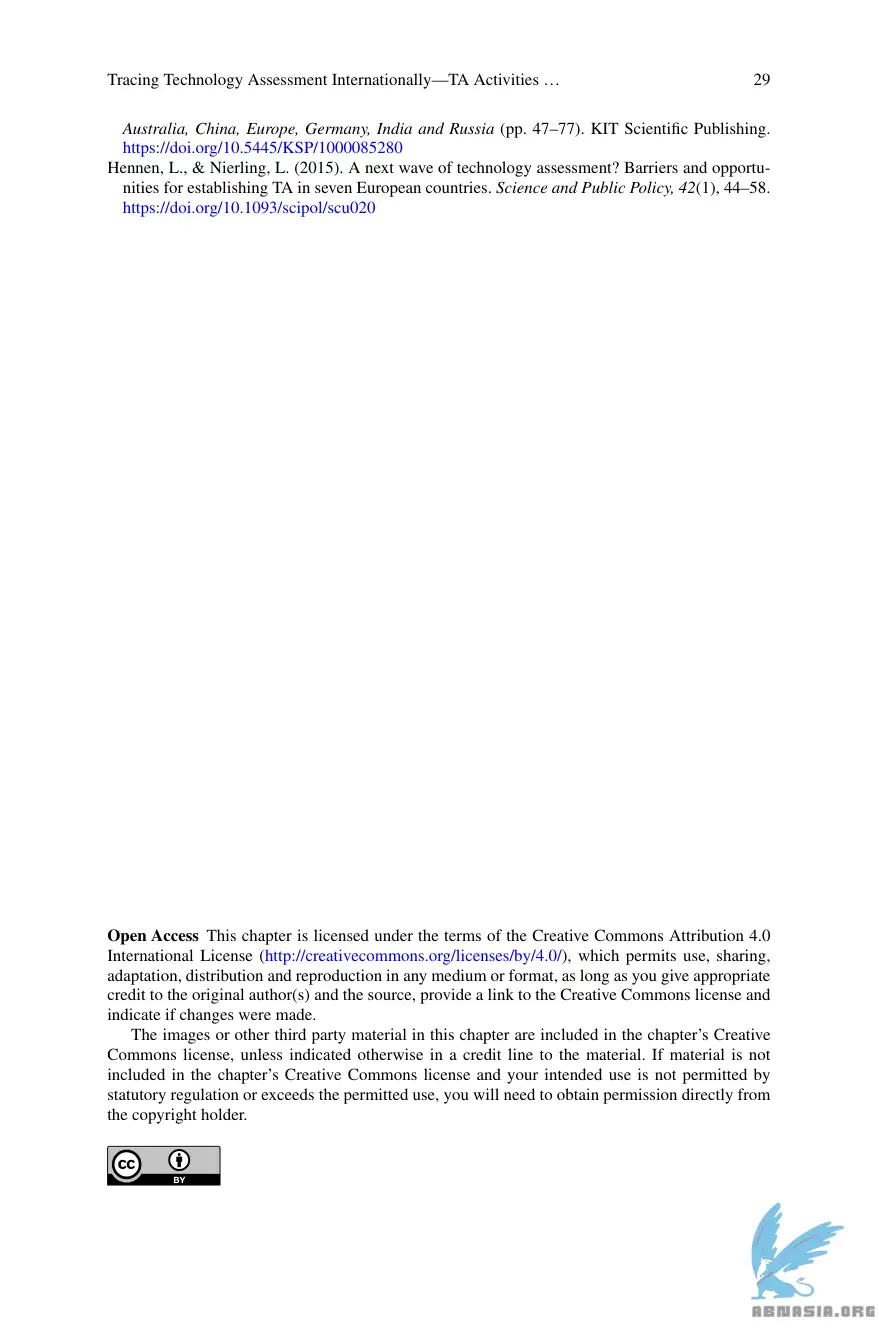 Tracing Technology Assessment Internationally—TA Activities … 29
Australia, China, Europe, Germany, India and Russia (pp. 47–77). KIT Scientific Publishing.
https://doi.org/10.5445/KSP/1000085280
Hennen, L., & Nierling, L. (2015). A next wave of technology assessment? Barriers and opportu-
nities for establishing TA in seven European countries. Science and Public Policy, 42(1), 44–58.
https://doi.org/10.1093/scipol/scu020
Open Access This chapter is licensed under the terms of the Creative Commons Attribution 4.0
International License (http://creativecommons.org/licenses/by/4.0/), which permits use, sharing,
adaptation, distribution and reproduction in any medium or format, as long as you give appropriate
credit to the original author(s) and the source, provide a link to the Creative Commons license and
indicate if changes were made.
The images or other third party material in this chapter are included in the chapter's Creative
Commons license, unless indicated otherwise in a credit line to the material. If material is not
included in the chapter's Creative Commons license and your intended use is not permitted by
statutory regulation or exceeds the permitted use, you will need to obtain permission directly from
the copyright holder.
cc
BY
ABNASIA.ORG